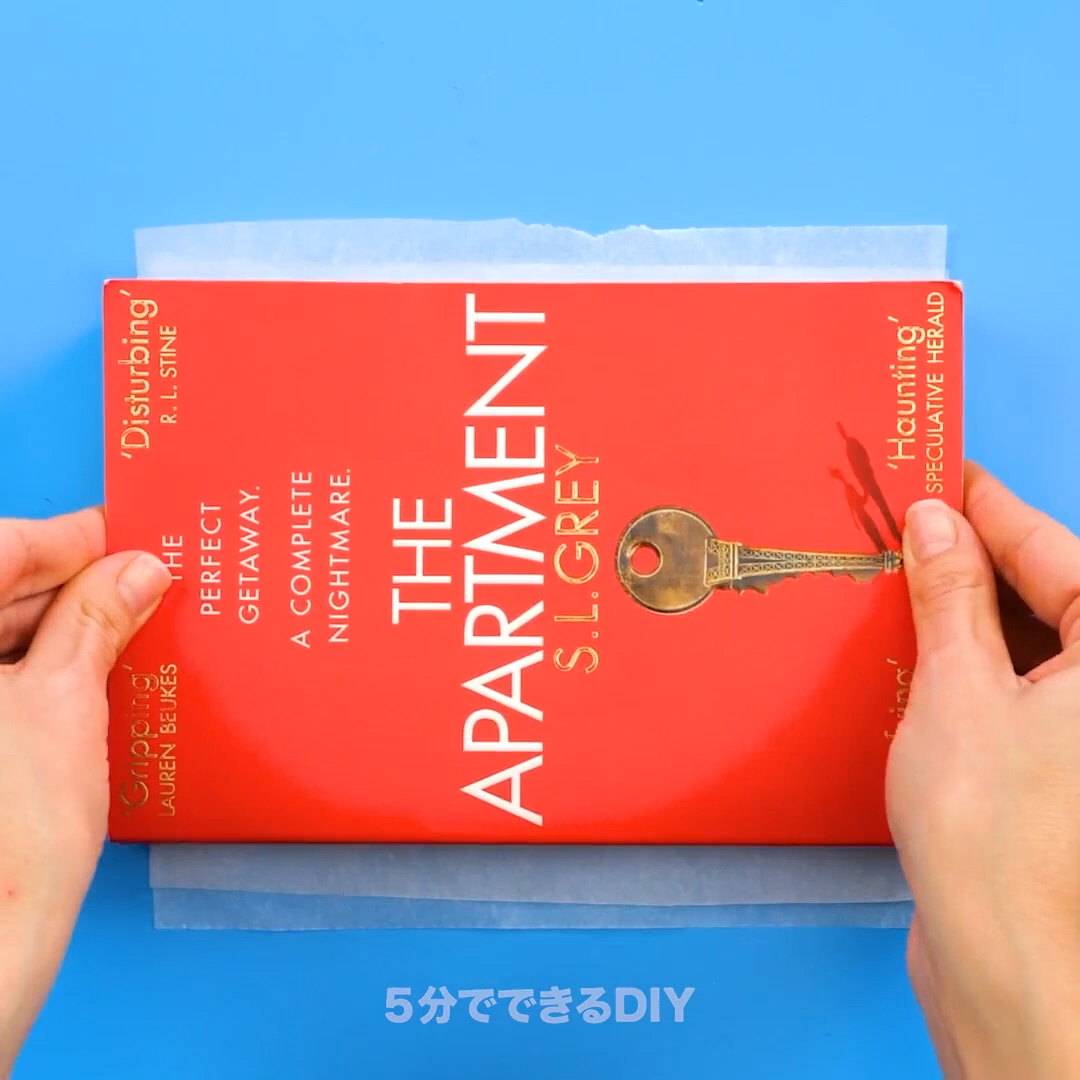 'Disturbing'
R. L. STINE
'Gripping'
LAUREN BEUKES
THE
PERFECT
GETAWAY.
A COMPLETE
NIGHTMARE.
THE
APARTMENT
S.L.GREY
'Haunting'
SPECULATIVE HERALD
5分でできるDIY